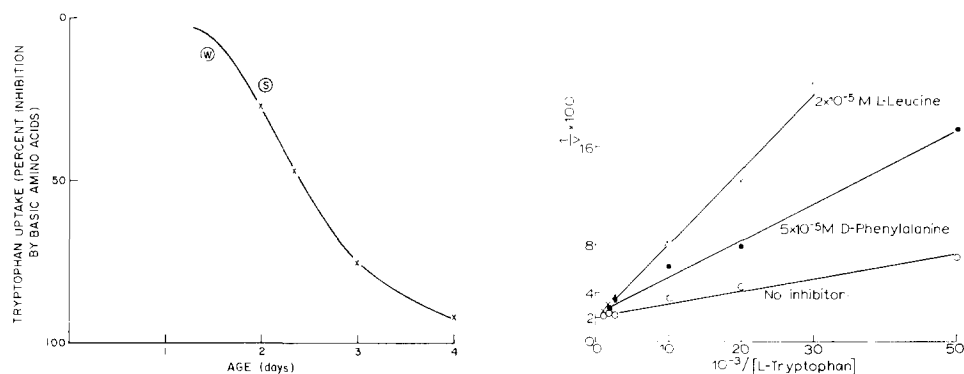 TRYPTOPHAN UPTAKE (PERCENT INHIBITION
BY BASIC AMINO ACIDS)
0
50
100
W
S
1
2
3
4
AGE (days)
1/V ×100
16
8
4
2
0
2×10⁻⁵ M L-Leucine
5×10⁻⁵M D-Phenylalanine
No inhibitor
0
10
20
30
50
10⁻³/[L-Tryptophan]